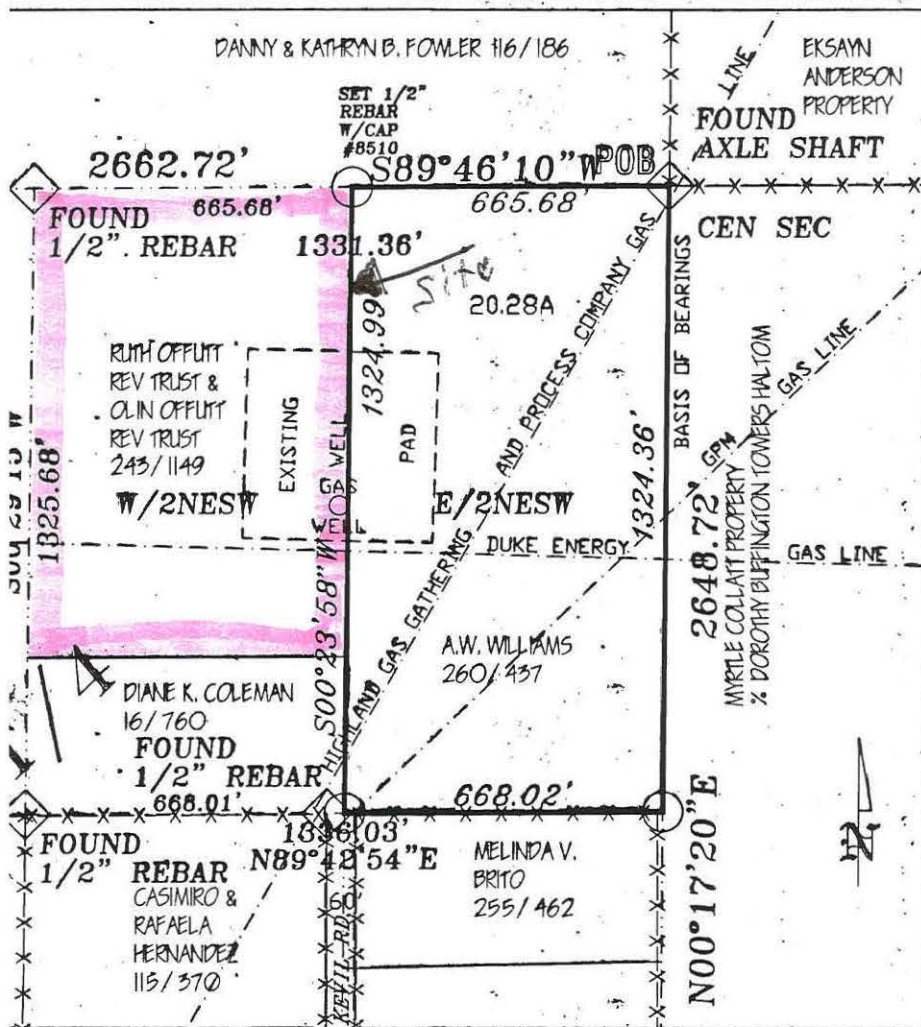 DANNY & KATHRYN B. FOWLER 116/186
EKSAYN
ANDERSON
PROPERTY
LINE
SET 1/2"
REBAR
W/CAP
#8510
FOUND
AXLE SHAFT
2662.72'
S89°46'10"W
POB
665.68'
665.68'
FOUND
1/2". REBAR
1331.36'
CEN SEC
Site
1324.99'
20.28A
BASIS OF BEARINGS
RUTH OFFUTT
REV TRUST &
OLIN OFFUTT
REV TRUST
243/1149
EXISTING
GAS WELL
PAD
WELL
HIGHLAND GAS GATHERING AND PROCESS COMPANY GAS
GPM GAS LINE
1325.68'
W/2NESW
E/2NESW
1324.36'
DUKE ENERGY
GAS LINE
2648.72'
MYRTLE COLLATT PROPERTY
% DOROTHY BUFFINGTON TOWERS HALTOM
S00°23'58"W
A.W. WILLIAMS
260/437
DIANE K. COLEMAN
16/760
FOUND
1/2" REBAR
668.01'
668.02'
1336.03'
N89°42'54"E
FOUND
1/2" REBAR
CASIMIRO &
RAFAELA
HERNANDEZ
115/370
60'
KEVIL RD.
MELINDA V.
BRITO
255/462
N00°17'20"E
N